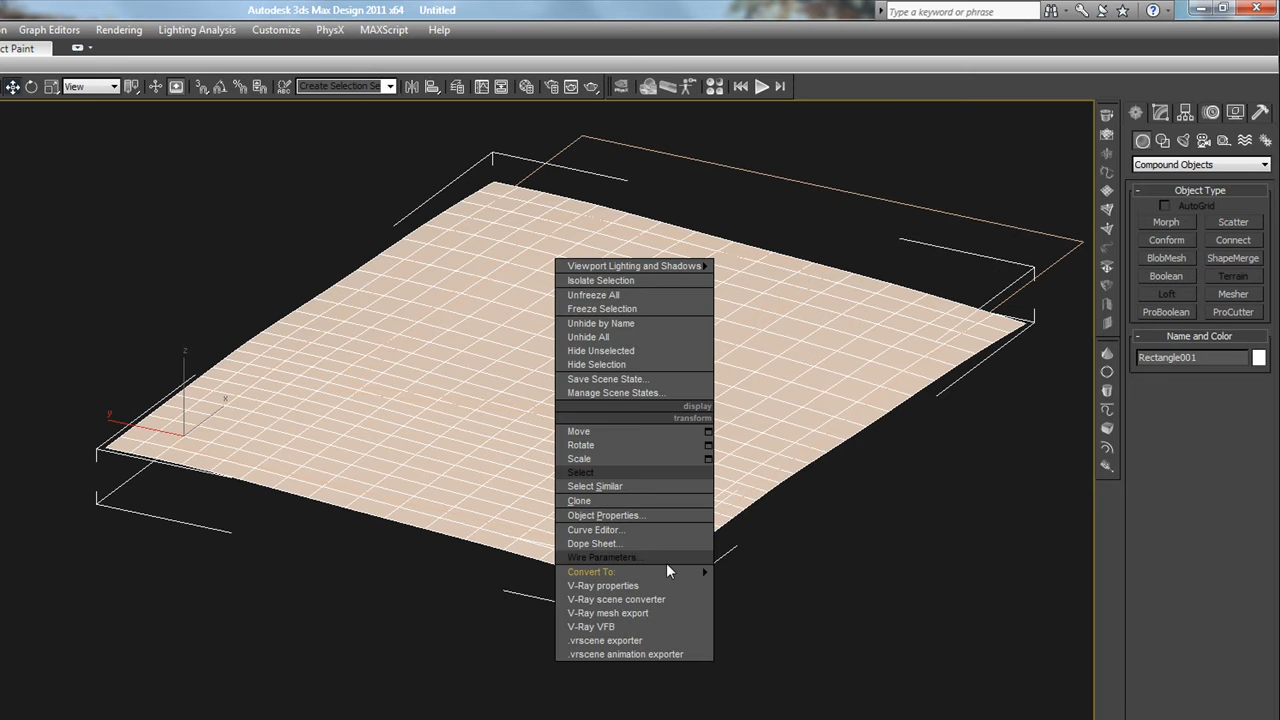 Autodesk 3ds Max Design 2011 x64 Untitled
Type a keyword or phrase
Graph Editors Rendering Lighting Analysis Customize PhysX MAXScript Help
ct Paint
View
Create Selection Se
Compound Objects
Object Type
AutoGrid
Morph Scatter
Conform Connect
BlobMesh ShapeMerge
Boolean Terrain
Loft Mesher
ProBoolean ProCutter
Name and Color
Rectangle001
Viewport Lighting and Shadows
Isolate Selection
Unfreeze All
Freeze Selection
Unhide by Name
Unhide All
Hide Unselected
Hide Selection
Save Scene State...
Manage Scene States...
display
transform
Move
Rotate
Scale
Select
Select Similar
Clone
Object Properties...
Curve Editor...
Dope Sheet...
Wire Parameters...
Convert To:
V-Ray properties
V-Ray scene converter
V-Ray mesh export
V-Ray VFB
.vrscene exporter
.vrscene animation exporter
z
x
y